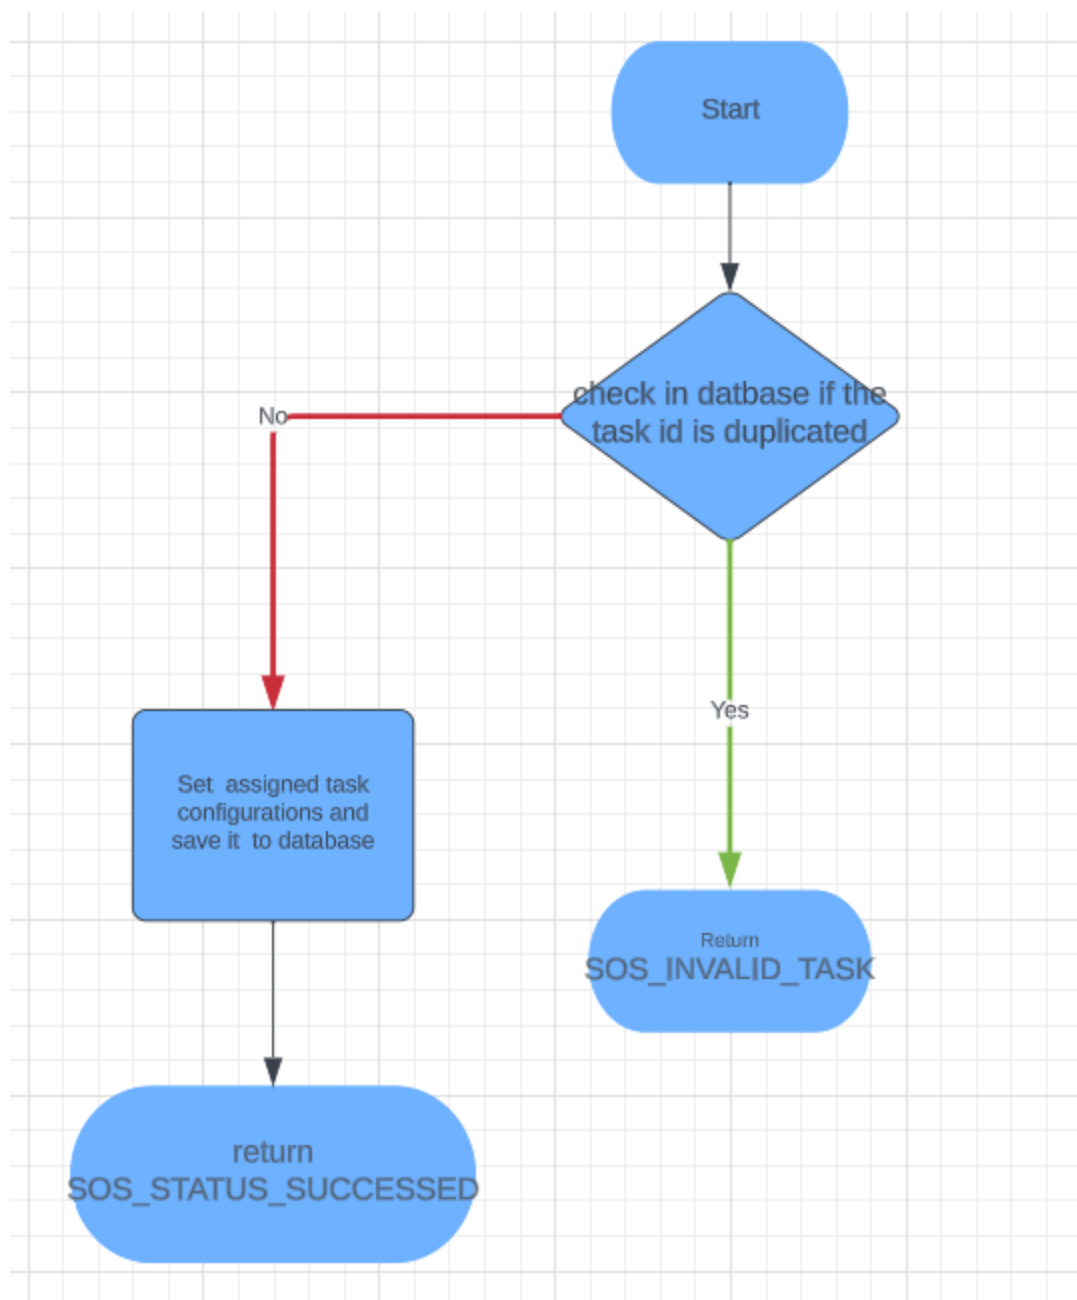 Start
check in datbase if the
task id is duplicated
No
Yes
Set  assigned task
configurations and
save it  to database
Return
SOS_INVALID_TASK
return
SOS_STATUS_SUCCESSED